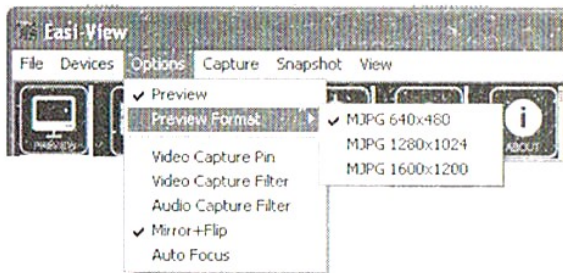 Easi-View
File Devices Options Capture Snapshot View
PREVIEW
ABOUT
Preview
Preview Format
MJPG 640x480
MJPG 1280x1024
MJPG 1600x1200
Video Capture Pin
Video Capture Filter
Audio Capture Filter
Mirror+Flip
Auto Focus